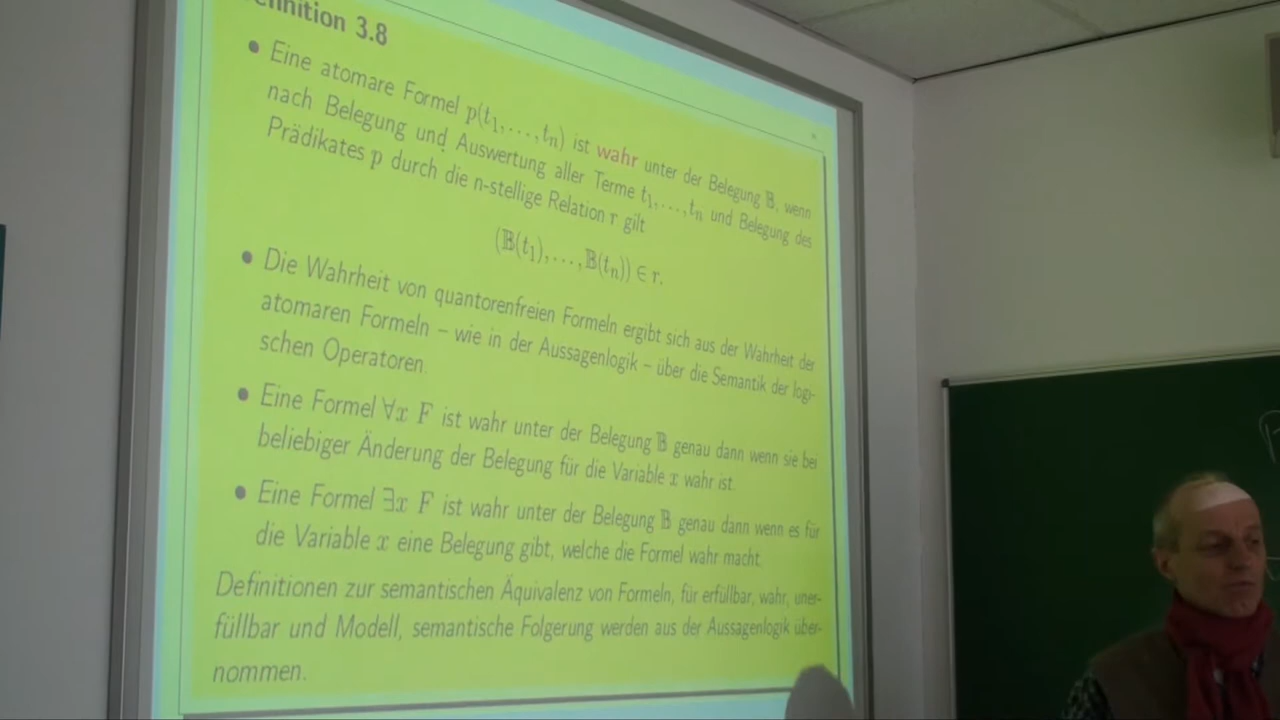 Definition 3.8
• Eine atomare Formel p(t₁, . . . , tₙ) ist wahr unter der Belegung 𝔹, wenn
nach Belegung und Auswertung aller Terme t₁, . . . , tₙ und Belegung des
Prädikates p durch die n-stellige Relation r gilt
(𝔹(t₁), . . . , 𝔹(tₙ)) ∈ r.
• Die Wahrheit von quantorenfreien Formeln ergibt sich aus der Wahrheit der
atomaren Formeln – wie in der Aussagenlogik – über die Semantik der logi-
schen Operatoren
• Eine Formel ∀x F ist wahr unter der Belegung 𝔹 genau dann wenn sie bei
beliebiger Änderung der Belegung für die Variable x wahr ist.
• Eine Formel ∃x F ist wahr unter der Belegung 𝔹 genau dann wenn es für
die Variable x eine Belegung gibt, welche die Formel wahr macht.
Definitionen zur semantischen Äquivalenz von Formeln, für erfüllbar, wahr, uner-
füllbar und Modell, semantische Folgerung werden aus der Aussagenlogik über-
nommen.